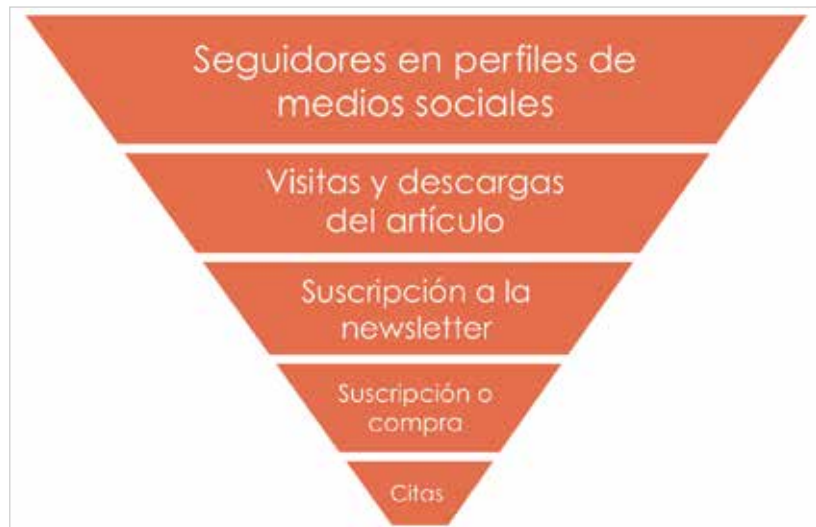 Seguidores en perfiles de
medios sociales
Visitas y descargas
del artículo
Suscripción a la
newsletter
Suscripción o
compra
Citas